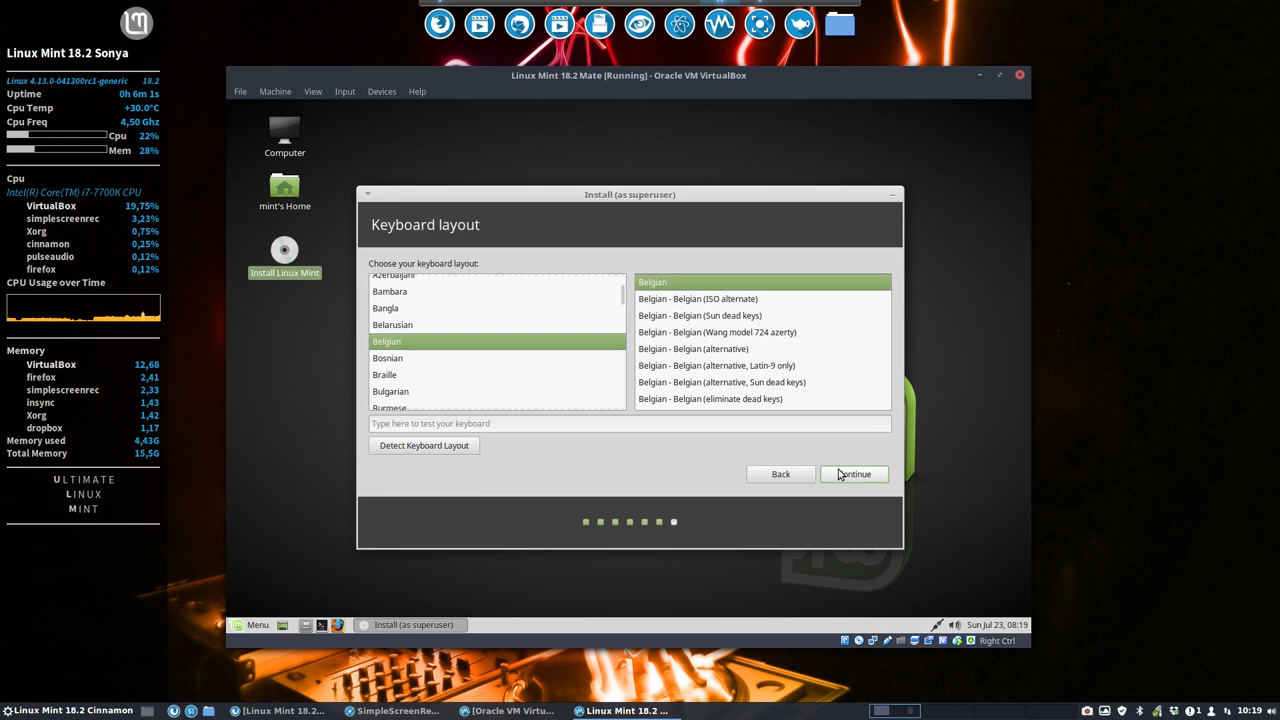 Linux Mint 18.2 Sonya
Linux 4.13.0-041300rc1-generic 18.2
Uptime 0h 6m 1s
Cpu Temp +30.0°C
Cpu Freq 4,50 Ghz
Cpu 22%
Mem 28%
Cpu
Intel(R) Core(TM) i7-7700K CPU
VirtualBox 19,75%
simplescreenrec 3,23%
Xorg 0,75%
cinnamon 0,25%
pulseaudio 0,12%
firefox 0,12%
CPU Usage over Time
Memory
VirtualBox 12,68
firefox 2,41
simplescreenrec 2,33
insync 1,43
Xorg 1,42
dropbox 1,17
Memory used 4,43G
Total Memory 15,5G
ULTIMATE
LINUX
MINT
Linux Mint 18.2 Mate [Running] - Oracle VM VirtualBox
File Machine View Input Devices Help
Computer
mint's Home
Install Linux Mint
Install (as superuser)
Keyboard layout
Choose your keyboard layout:
Azerbaijani
Bambara
Bangla
Belarusian
Belgian
Bosnian
Braille
Bulgarian
Burmese
Belgian
Belgian - Belgian (ISO alternate)
Belgian - Belgian (Sun dead keys)
Belgian - Belgian (Wang model 724 azerty)
Belgian - Belgian (alternative)
Belgian - Belgian (alternative, Latin-9 only)
Belgian - Belgian (alternative, Sun dead keys)
Belgian - Belgian (eliminate dead keys)
Type here to test your keyboard
Detect Keyboard Layout
Back
Continue
Menu Install (as superuser) Sun Jul 23, 08:19
Right Ctrl
Linux Mint 18.2 Cinnamon [Linux Mint 18.2... SimpleScreenRe... [Oracle VM Virtu... Linux Mint 18.2 ... 1 10:19